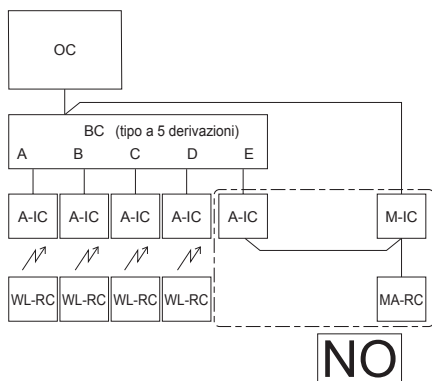 OC
BC (tipo a 5 derivazioni)
A B C D E
A-IC A-IC A-IC A-IC A-IC M-IC
WL-RC WL-RC WL-RC WL-RC MA-RC
NO